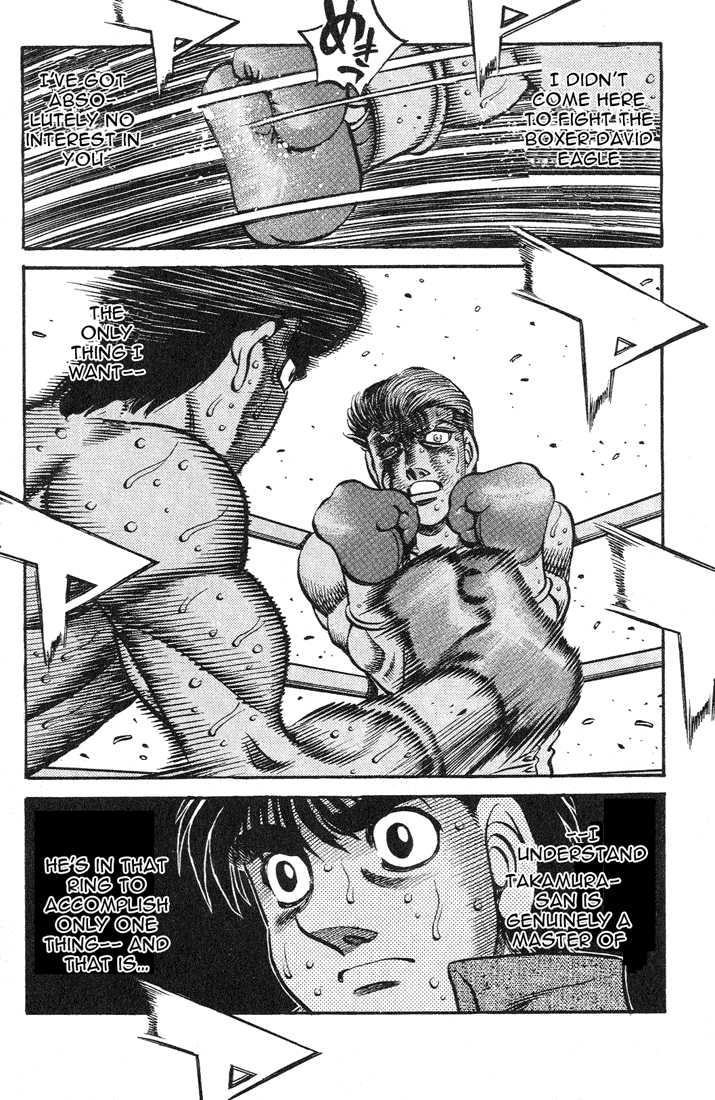 I DIDN'T
COME HERE
TO FIGHT THE
BOXER DAVID
EAGLE
めきっ
I'VE GOT
ABSO-
LUTELY NO
INTEREST IN
YOU
THE
ONLY
THING I
WANT--
--I
UNDERSTAND
TAKAMURA-
SAN IS
GENUINELY A
MASTER OF
HE'S IN THAT
RING TO
ACCOMPLISH
ONLY ONE
THING-- AND
THAT IS...